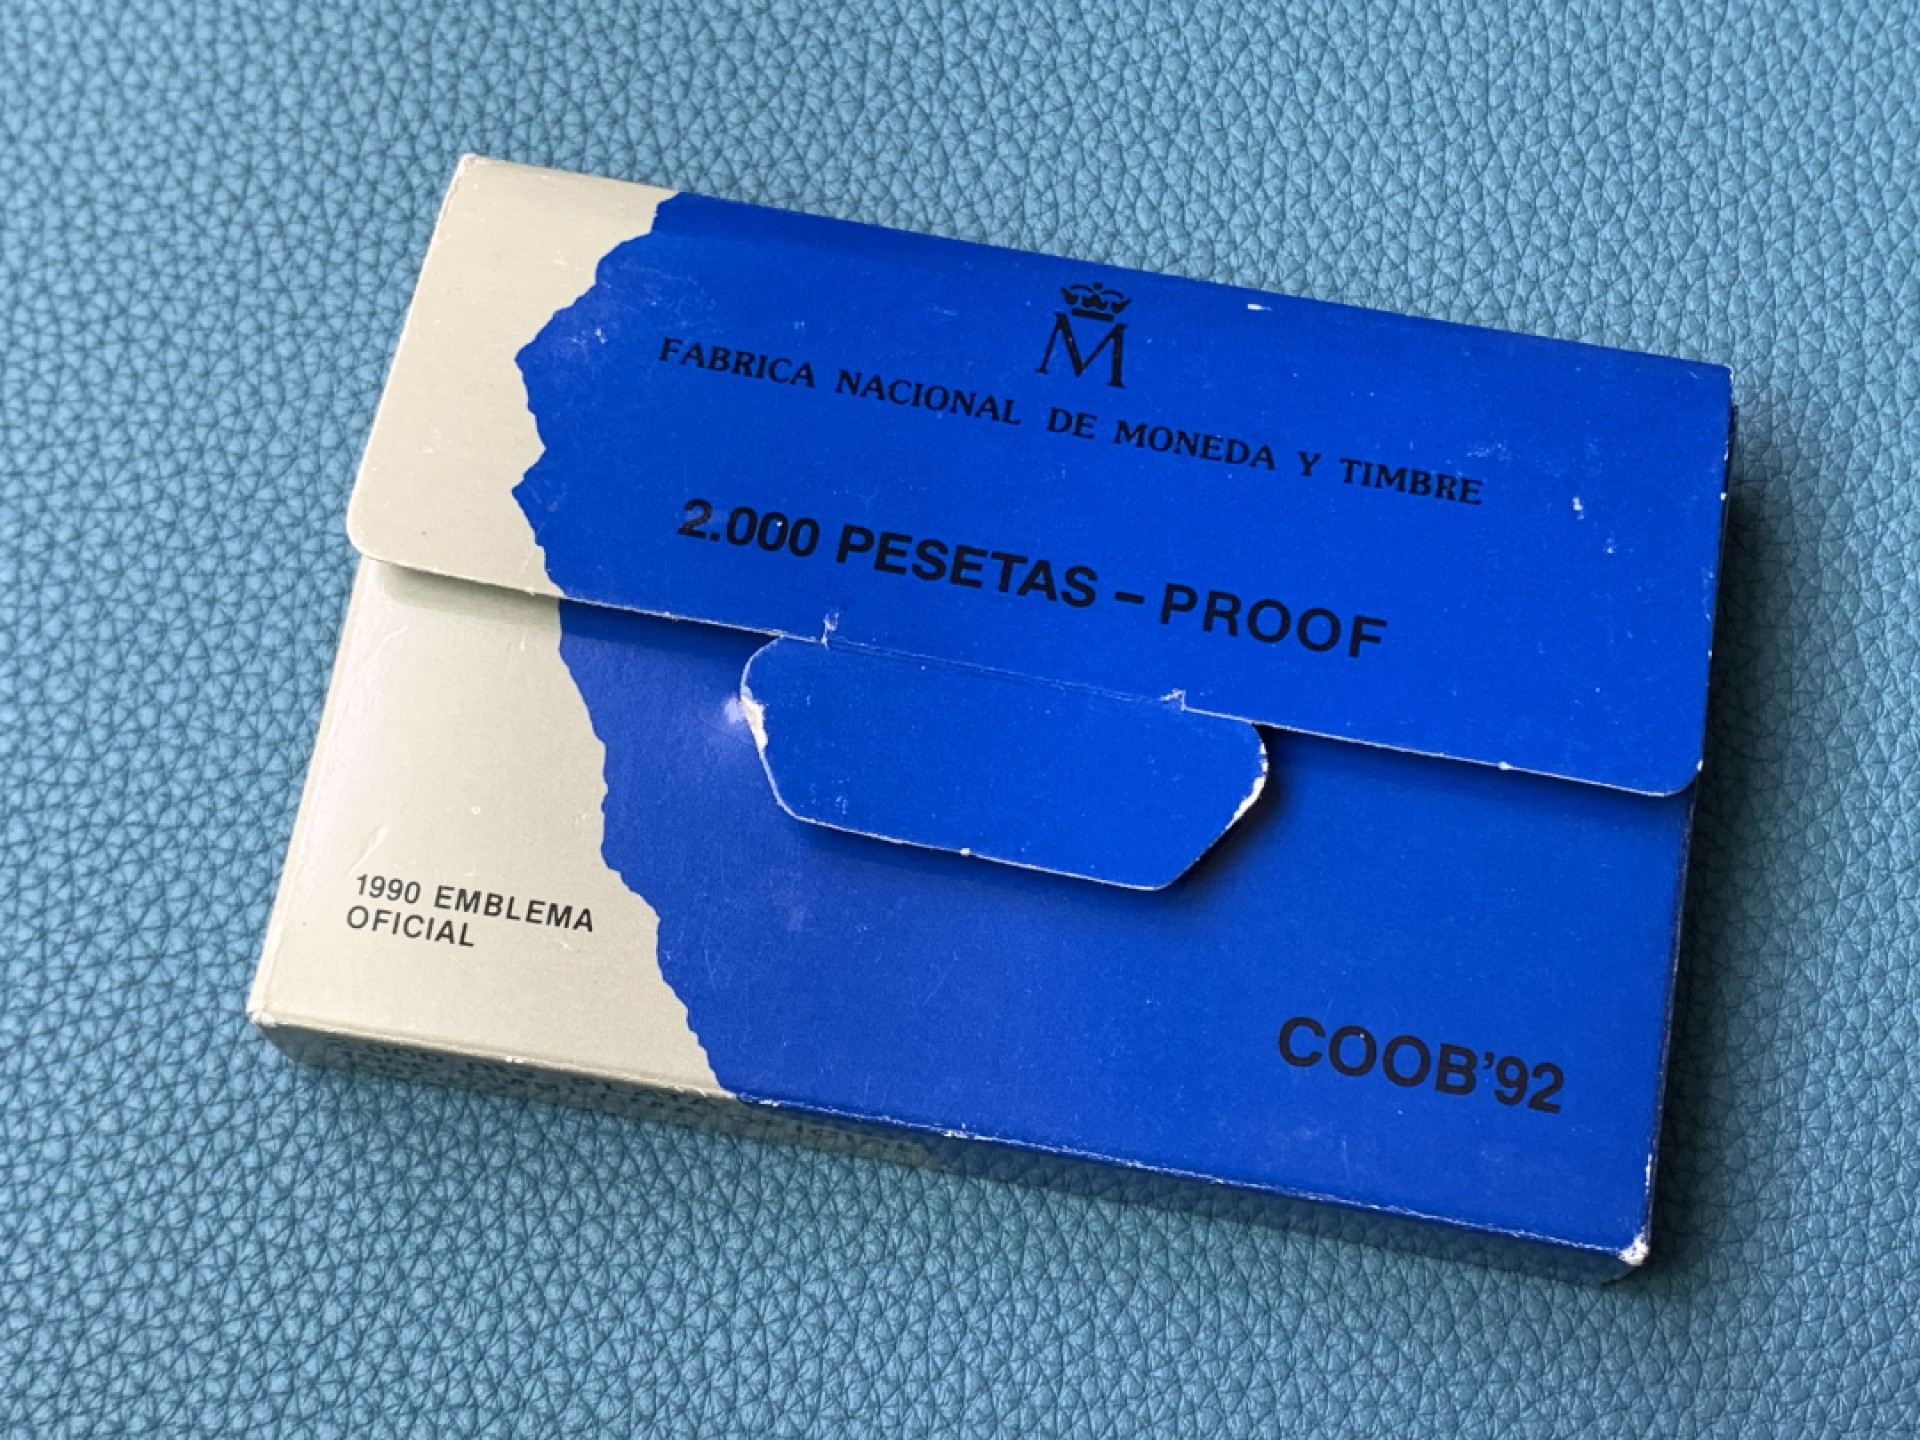 M
FABRICA NACIONAL DE MONEDA Y TIMBRE
2.000 PESETAS – PROOF
1990 EMBLEMA
OFICIAL
COOB'92